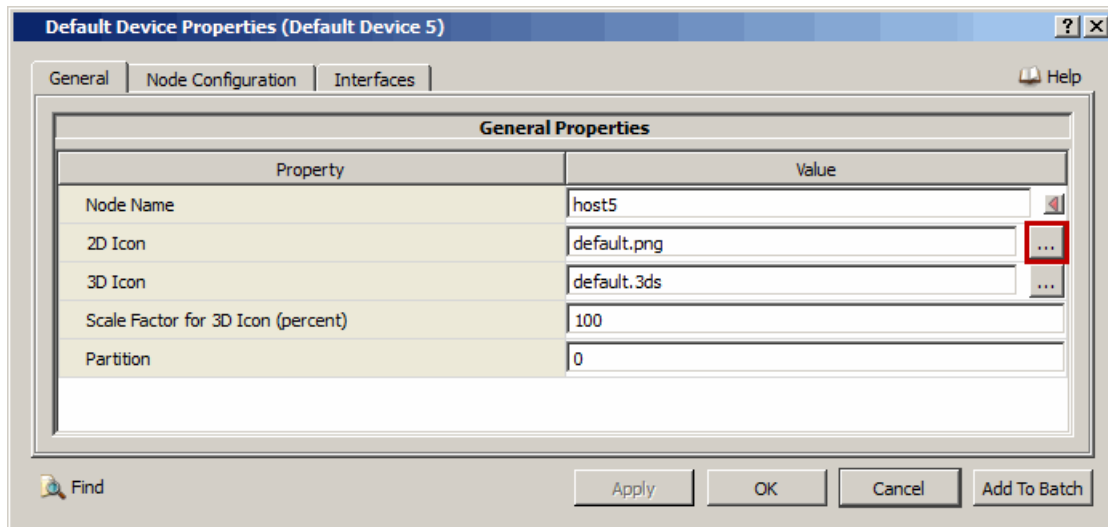 Default Device Properties (Default Device 5) ? X
General Node Configuration Interfaces Help
General Properties
Property Value
Node Name host5
2D Icon default.png ...
3D Icon default.3ds ...
Scale Factor for 3D Icon (percent) 100
Partition 0
Find Apply OK Cancel Add To Batch